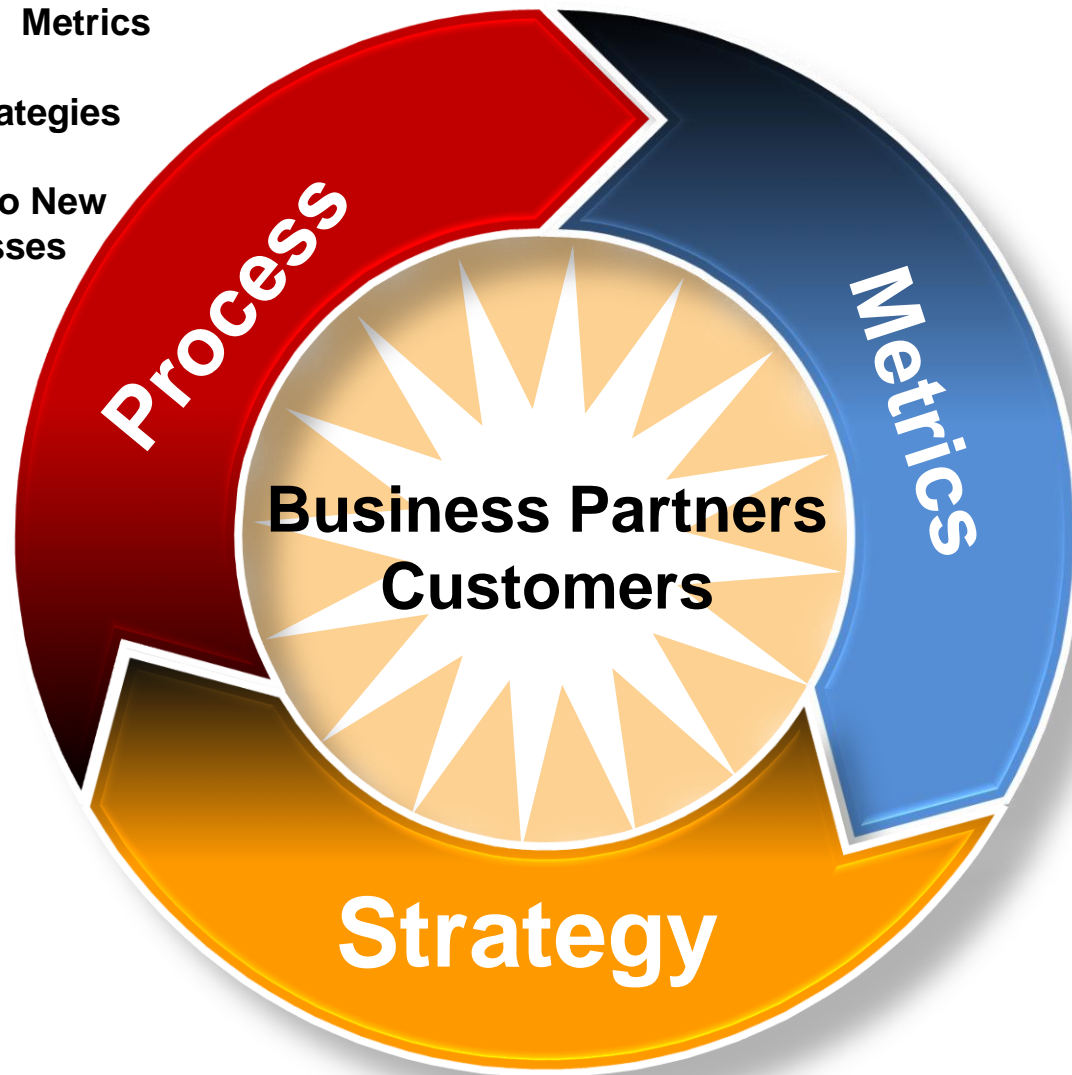 Metrics
ategies
o New
sses
Process
Metrics
Business Partners
Customers
Strategy